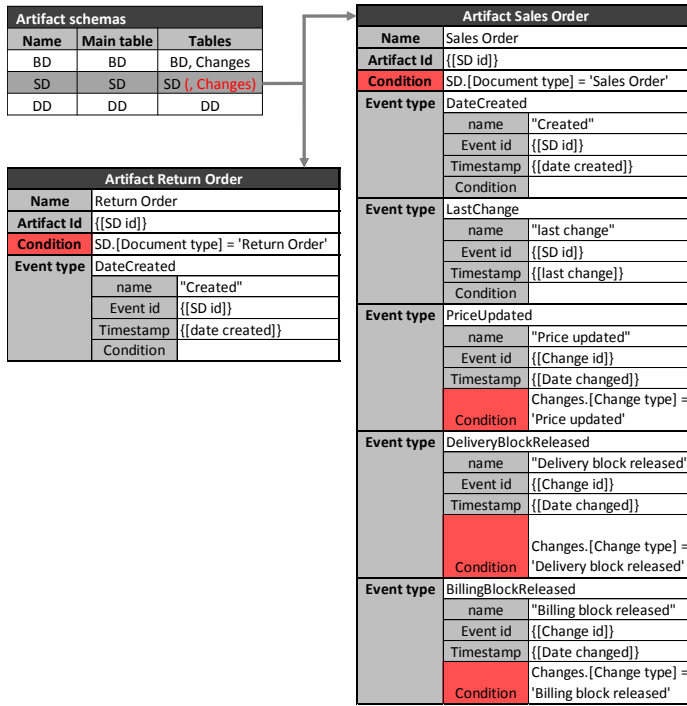 Artifact schemas
Name Main table Tables
BD BD BD, Changes
SD SD SD (, Changes)
DD DD DD
Artifact Return Order
Name Return Order
Artifact Id {[SD id]}
Condition SD.[Document type] = 'Return Order'
Event type DateCreated
name "Created"
Event id {[SD id]}
Timestamp {[date created]}
Condition
Artifact Sales Order
Name Sales Order
Artifact Id {[SD id]}
Condition SD.[Document type] = 'Sales Order'
Event type DateCreated
name "Created"
Event id {[SD id]}
Timestamp {[date created]}
Condition
Event type LastChange
name "last change"
Event id {[SD id]}
Timestamp {[last change]}
Condition
Event type PriceUpdated
name "Price updated"
Event id {[Change id]}
Timestamp {[Date changed]}
Changes.[Change type] =
Condition 'Price updated'
Event type DeliveryBlockReleased
name "Delivery block released"
Event id {[Change id]}
Timestamp {[Date changed]}
Changes.[Change type] =
Condition 'Delivery block released'
Event type BillingBlockReleased
name "Billing block released"
Event id {[Change id]}
Timestamp {[Date changed]}
Changes.[Change type] =
Condition 'Billing block released'